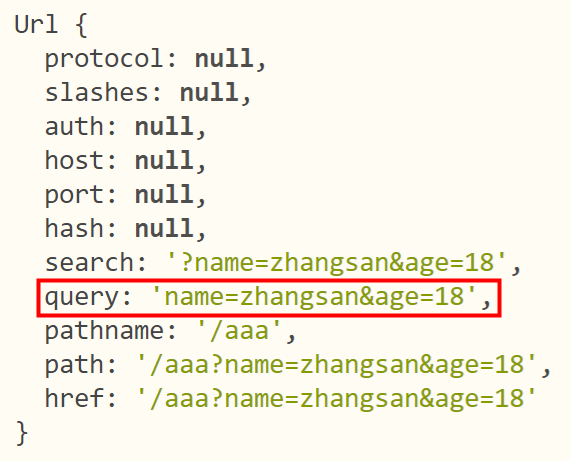 Url {
protocol: null,
slashes: null,
auth: null,
host: null,
port: null,
hash: null,
search: '?name=zhangsan&age=18',
query: 'name=zhangsan&age=18',
pathname: '/aaa',
path: '/aaa?name=zhangsan&age=18',
href: '/aaa?name=zhangsan&age=18'
}